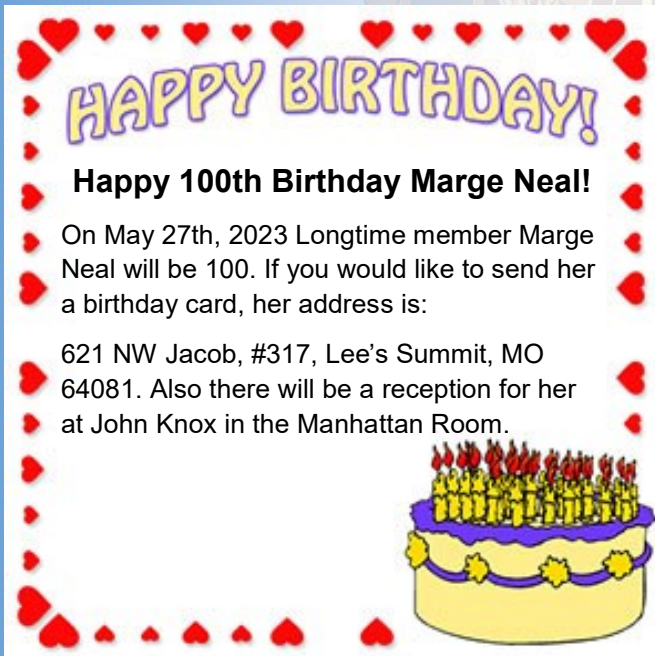 HAPPY BIRTHDAY!
Happy 100th Birthday Marge Neal!
On May 27th, 2023 Longtime member Marge
Neal will be 100. If you would like to send her
a birthday card, her address is:
621 NW Jacob, #317, Lee’s Summit, MO
64081. Also there will be a reception for her
at John Knox in the Manhattan Room.